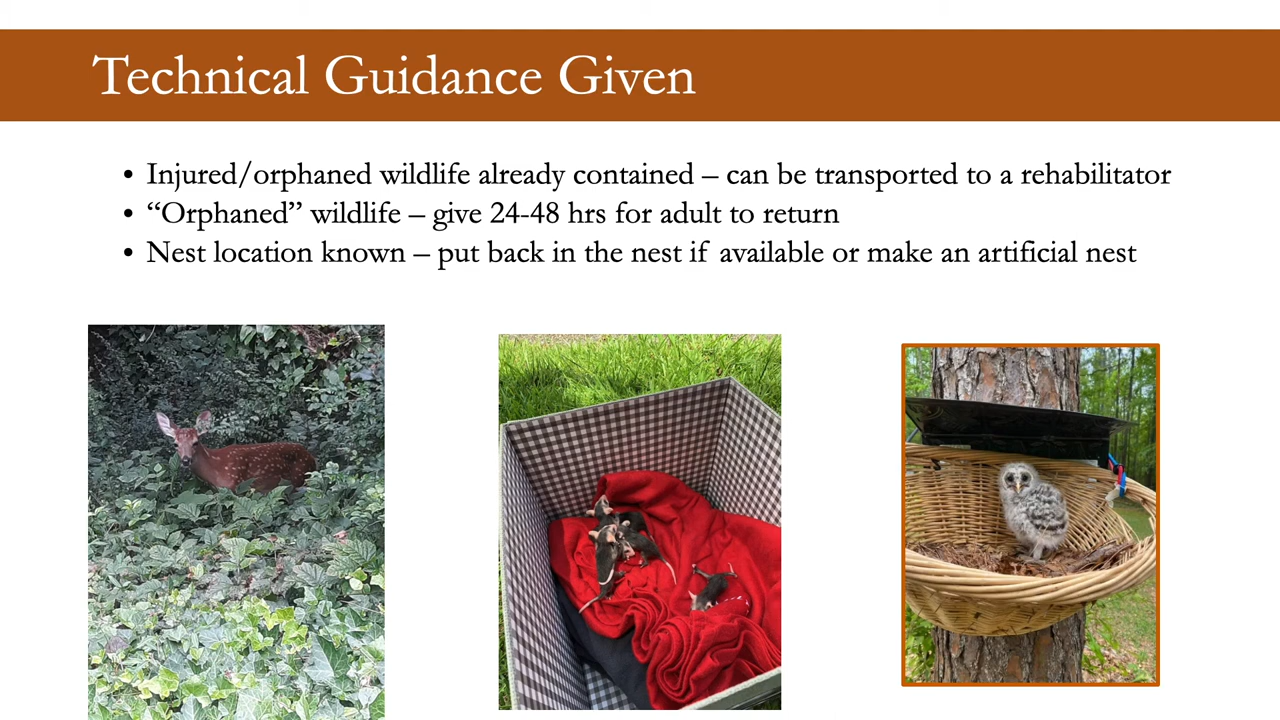 Technical Guidance Given
• Injured/orphaned wildlife already contained – can be transported to a rehabilitator
• “Orphaned” wildlife – give 24-48 hrs for adult to return
• Nest location known – put back in the nest if available or make an artificial nest